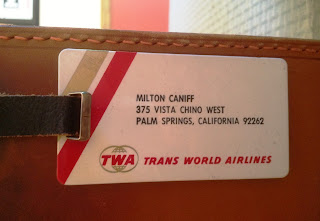 MILTON CANIFF
375 VISTA CHINO WEST
PALM SPRINGS, CALIFORNIA 92262
TWA TRANS WORLD AIRLINES